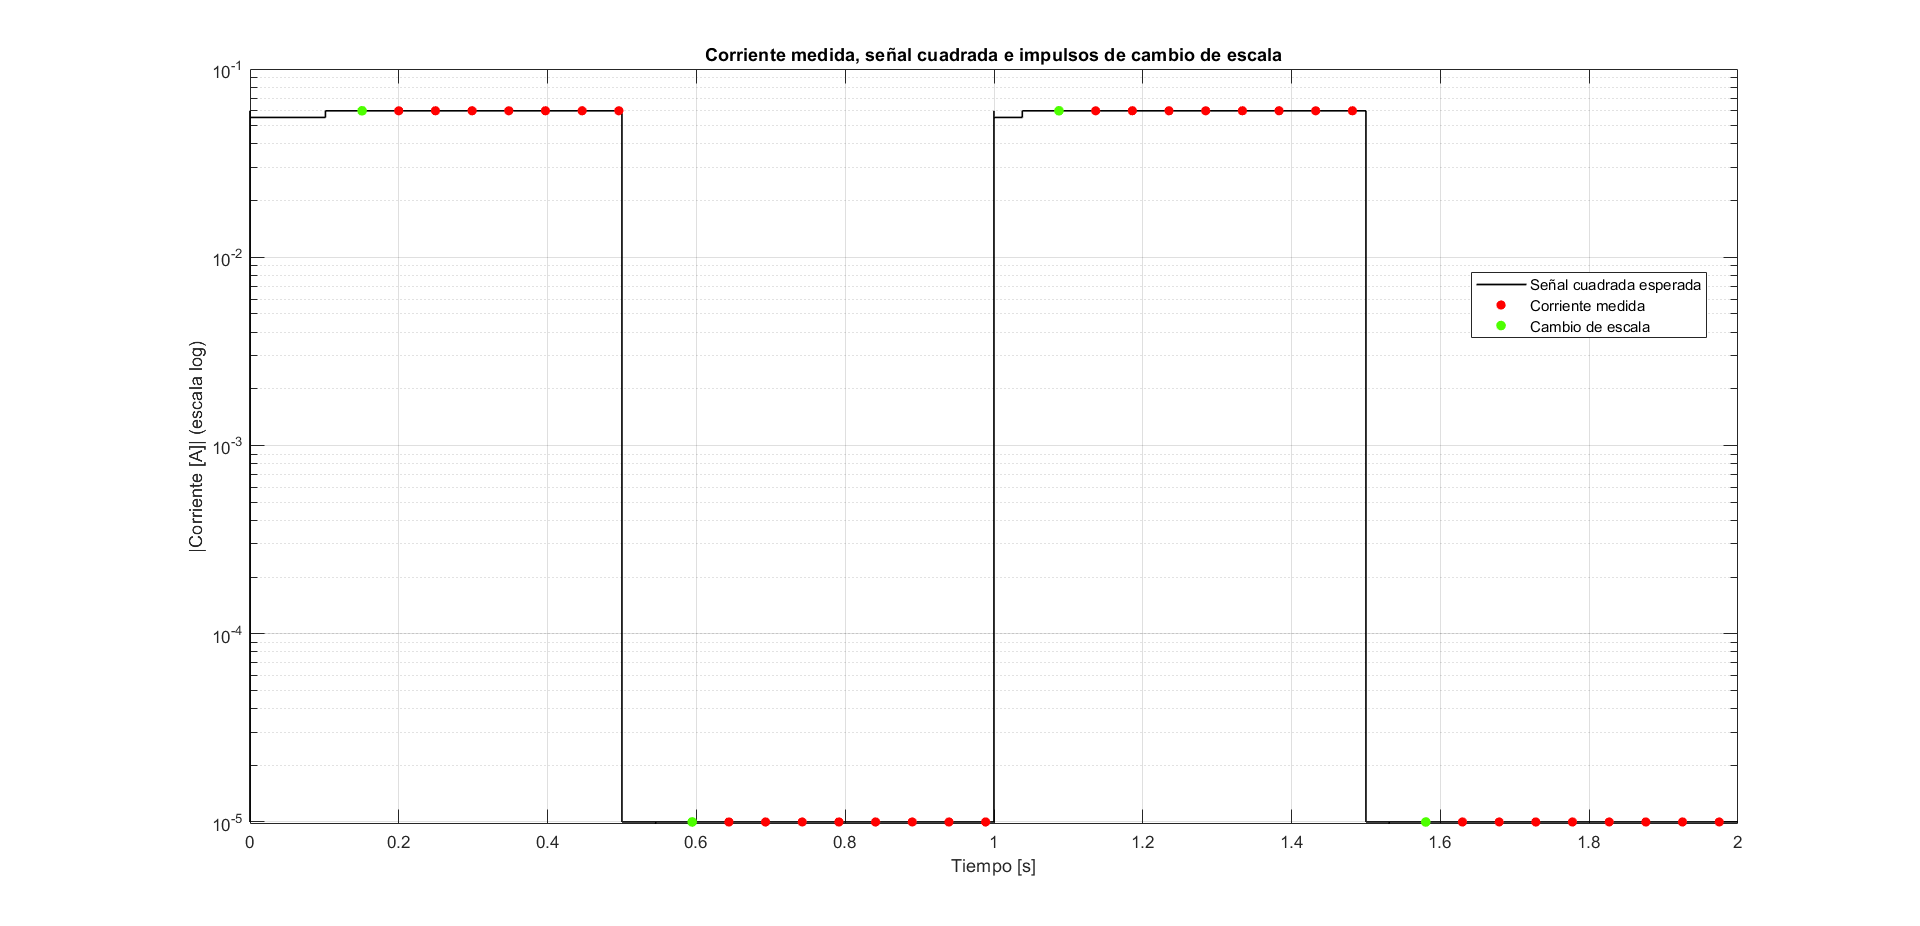 Corriente medida, señal cuadrada e impulsos de cambio de escala
10^-1
10^-2
10^-3
10^-4
10^-5
|Corriente [A]| (escala log)
Señal cuadrada esperada
Corriente medida
Cambio de escala
0 0.2 0.4 0.6 0.8 1 1.2 1.4 1.6 1.8 2
Tiempo [s]